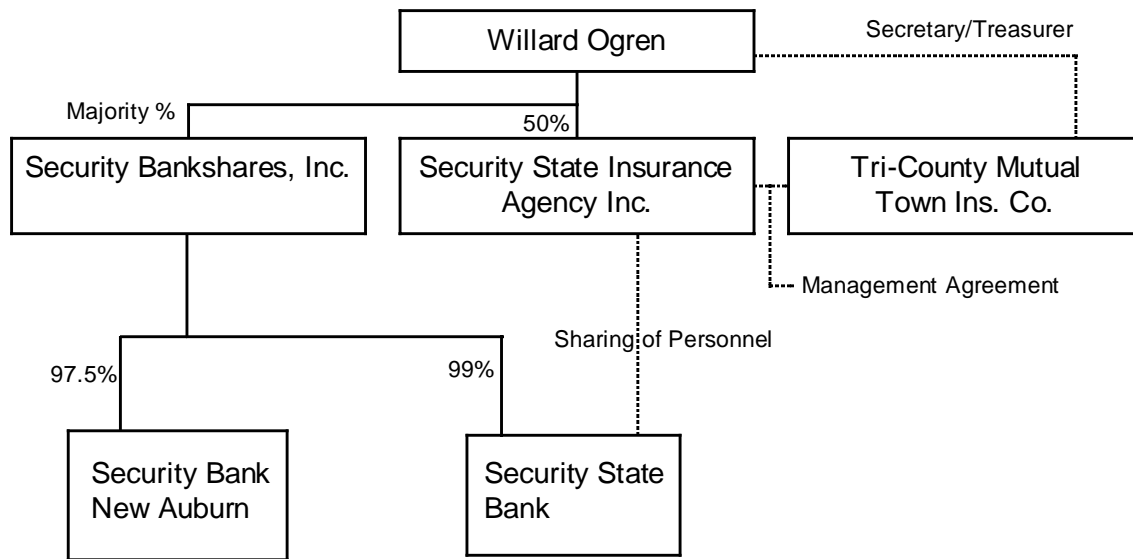 Willard Ogren
Secretary/Treasurer
Majority %
50%
Security Bankshares, Inc.
Security State Insurance
Agency Inc.
Tri-County Mutual
Town Ins. Co.
Management Agreement
Sharing of Personnel
97.5%
99%
Security Bank
New Auburn
Security State
Bank